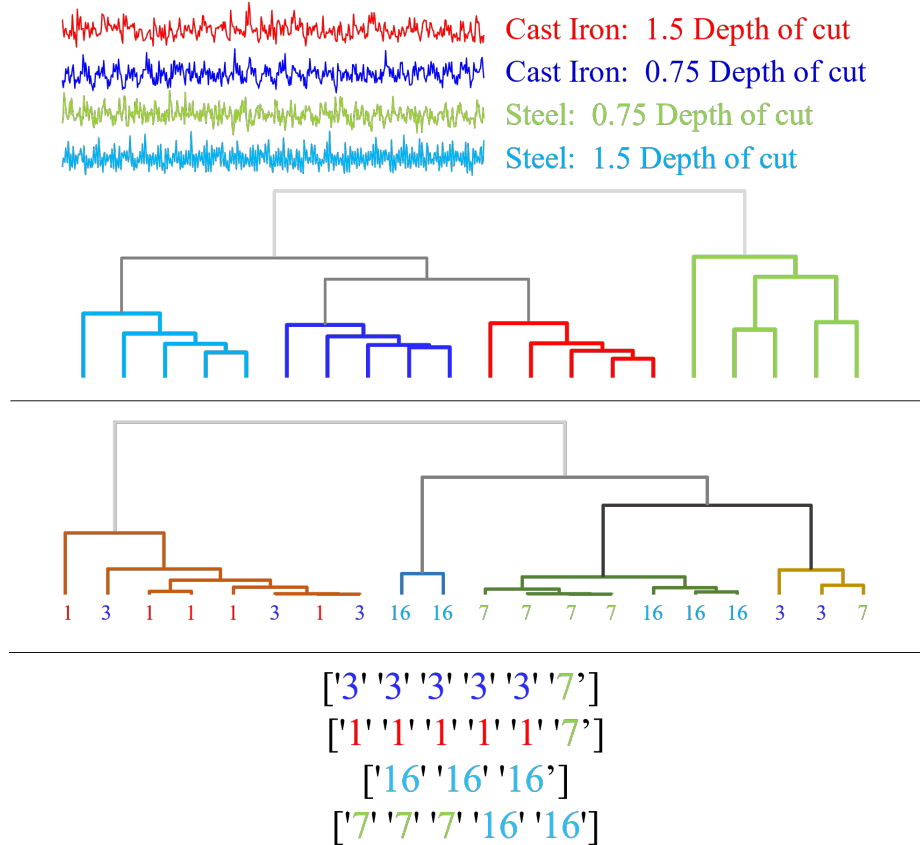 Cast Iron: 1.5 Depth of cut
Cast Iron: 0.75 Depth of cut
Steel: 0.75 Depth of cut
Steel: 1.5 Depth of cut
1 3 1 1 1 3 1 3 16 16 7 7 7 7 16 16 16 3 3 7
['3' '3' '3' '3' '3' '7’]
['1' '1' '1' '1' '1' '7’]
['16' '16' '16’]
['7' '7' '7' '16' '16']